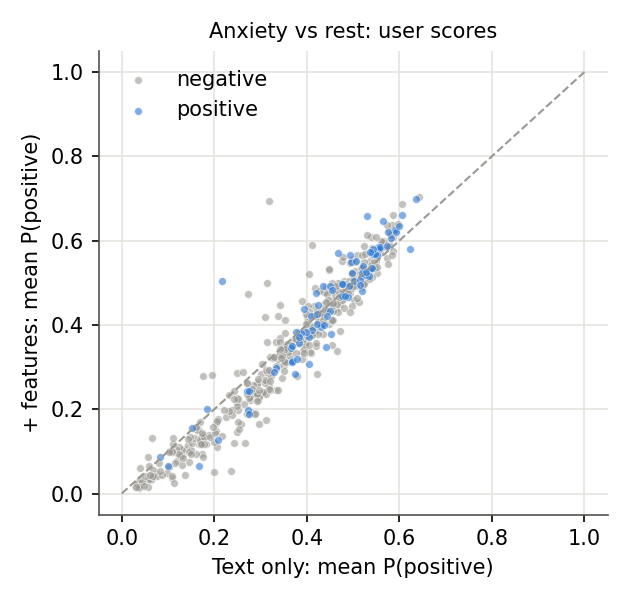 Anxiety vs rest: user scores
negative
positive
+ features: mean P(positive)
1.0
0.8
0.6
0.4
0.2
0.0
0.0 0.2 0.4 0.6 0.8 1.0
Text only: mean P(positive)